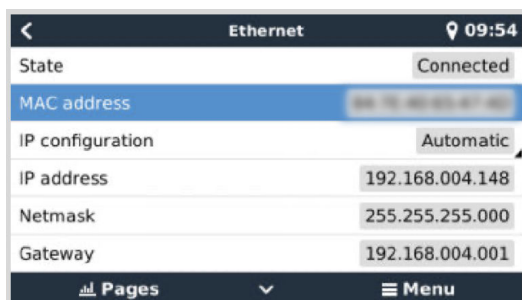 Ethernet 09:54
State Connected
MAC address
IP configuration Automatic
IP address 192.168.004.148
Netmask 255.255.255.000
Gateway 192.168.004.001
Pages Menu